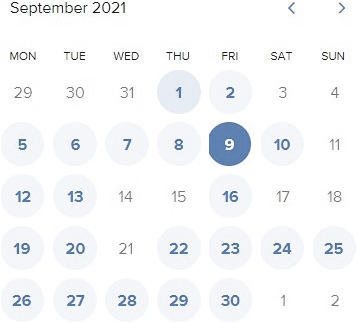 September 2021
MON TUE WED THU FRI SAT SUN
29 30 31 1 2 3 4
5 6 7 8 9 10 11
12 13 14 15 16 17 18
19 20 21 22 23 24 25
26 27 28 29 30 1 2